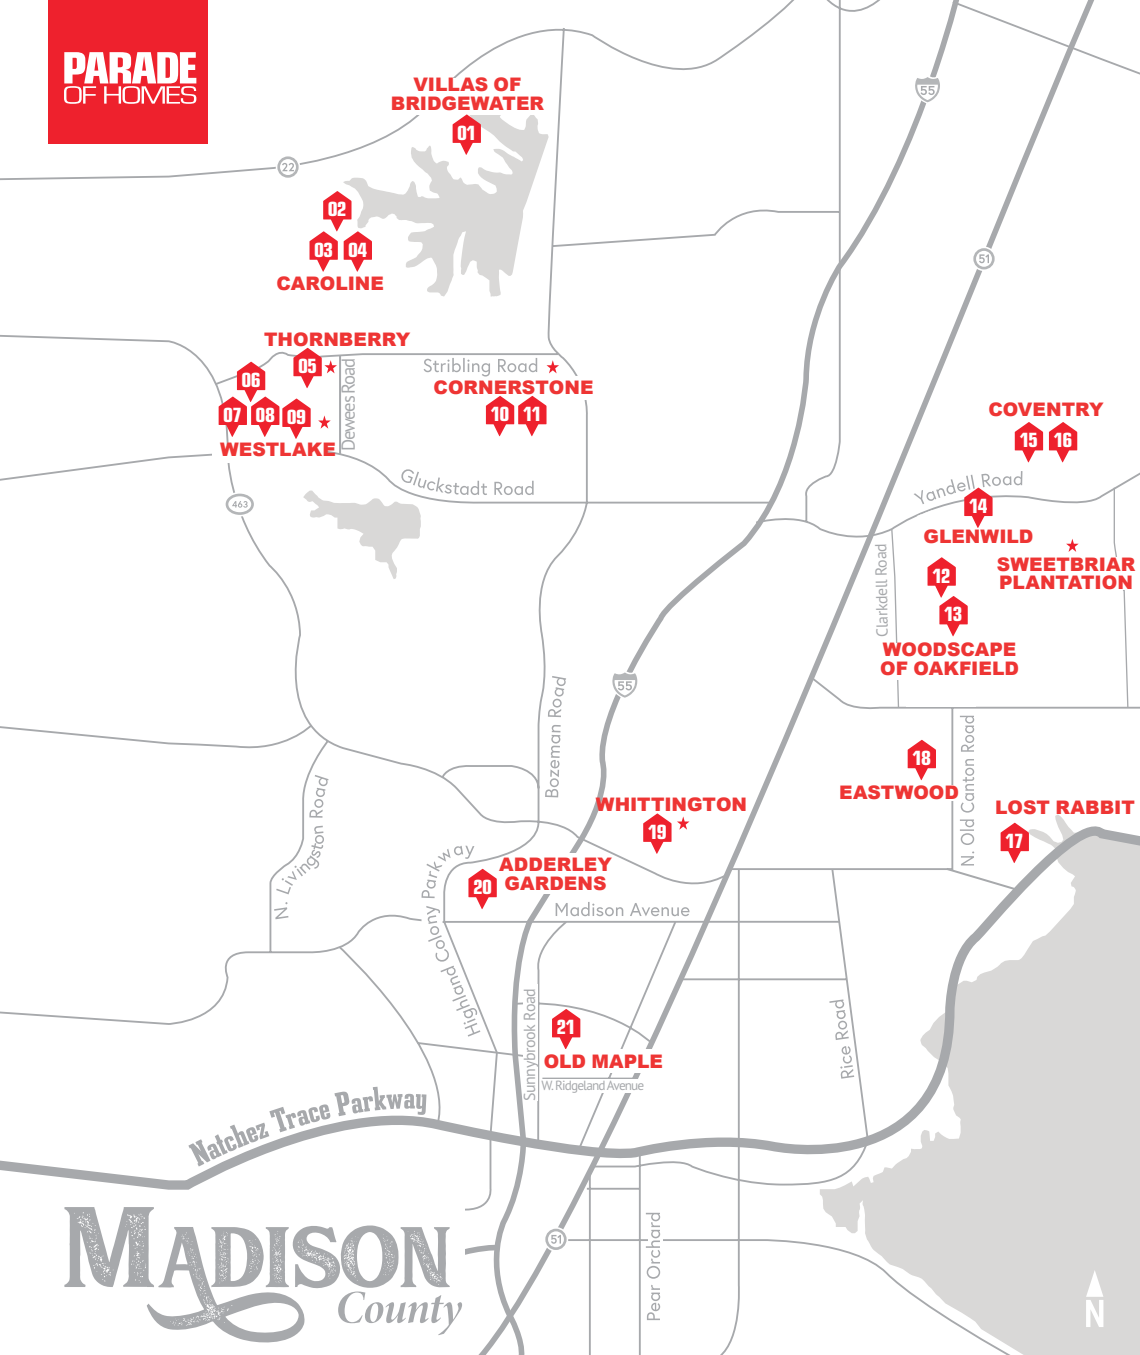 PARADE
OF HOMES
VILLAS OF
BRIDGEWATER
01
55
22
02
03
04
CAROLINE
51
THORNBERRY
05
Stribling Road
06
Dewees Road
CORNERSTONE
07
08
09
10
11
WESTLAKE
COVENTRY
15
16
Gluckstadt Road
Yandell Road
463
14
GLENWILD
SWEETBRIAR
PLANTATION
Clarkdell Road
12
13
WOODSCAPE
OF OAKFIELD
55
Bozeman Road
N. Old Canton Road
18
EASTWOOD
N. Livingston Road
WHITTINGTON
19
LOST RABBIT
17
Highland Colony Parkway
ADDERLEY
GARDENS
20
Madison Avenue
Sunnybrook Road
21
OLD MAPLE
W. Ridgeland Avenue
Rice Road
Natchez Trace Parkway
MADISON
County
51
Pear Orchard
N